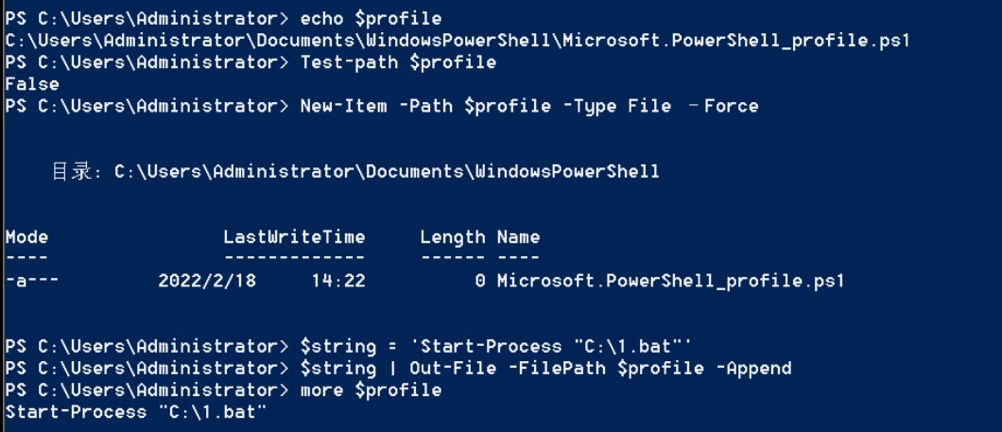 PS C:\Users\Administrator> echo $profile
C:\Users\Administrator\Documents\WindowsPowerShell\Microsoft.PowerShell_profile.ps1
PS C:\Users\Administrator> Test-path $profile
False
PS C:\Users\Administrator> New-Item -Path $profile -Type File –Force
目录: C:\Users\Administrator\Documents\WindowsPowerShell
Mode LastWriteTime Length Name
---- ------------- ------ ----
-a--- 2022/2/18 14:22 0 Microsoft.PowerShell_profile.ps1
PS C:\Users\Administrator> $string = 'Start-Process "C:\1.bat"'
PS C:\Users\Administrator> $string | Out-File -FilePath $profile -Append
PS C:\Users\Administrator> more $profile
Start-Process "C:\1.bat"